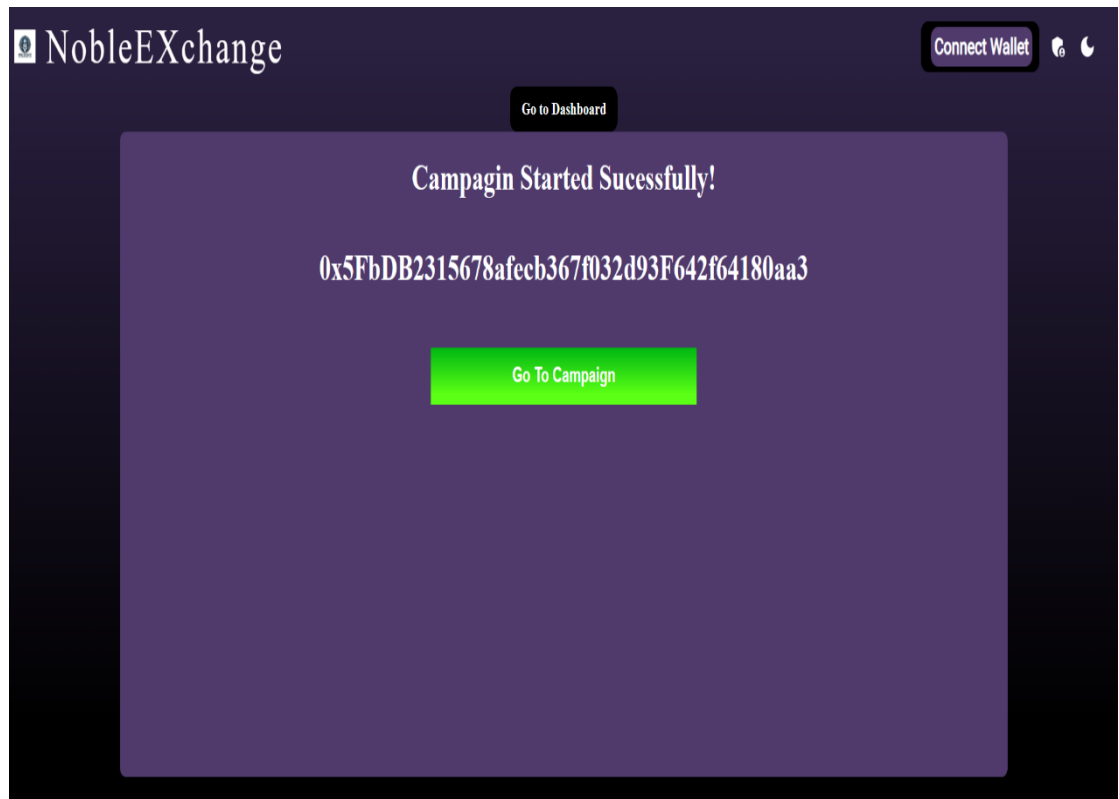 NobleEXchange
Connect Wallet
Go to Dashboard
Campagin Started Sucessfully!
0x5FbDB2315678afecb367f032d93F642f64180aa3
Go To Campaign